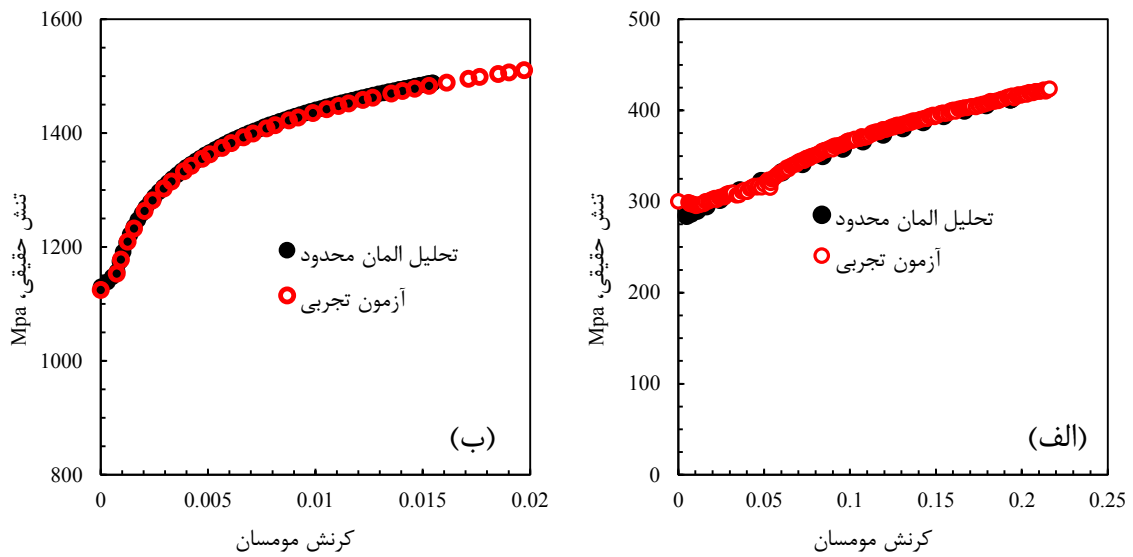 500
400
300
200
100
0
تنش حقیقی، Mpa
تحلیل المان محدود
آزمون تجربی
(الف)
0 0.05 0.1 0.15 0.2 0.25
کرنش مومسان
1600
1400
1200
1000
800
تنش حقیقی، Mpa
تحلیل المان محدود
آزمون تجربی
(ب)
0 0.005 0.01 0.015 0.02
کرنش مومسان